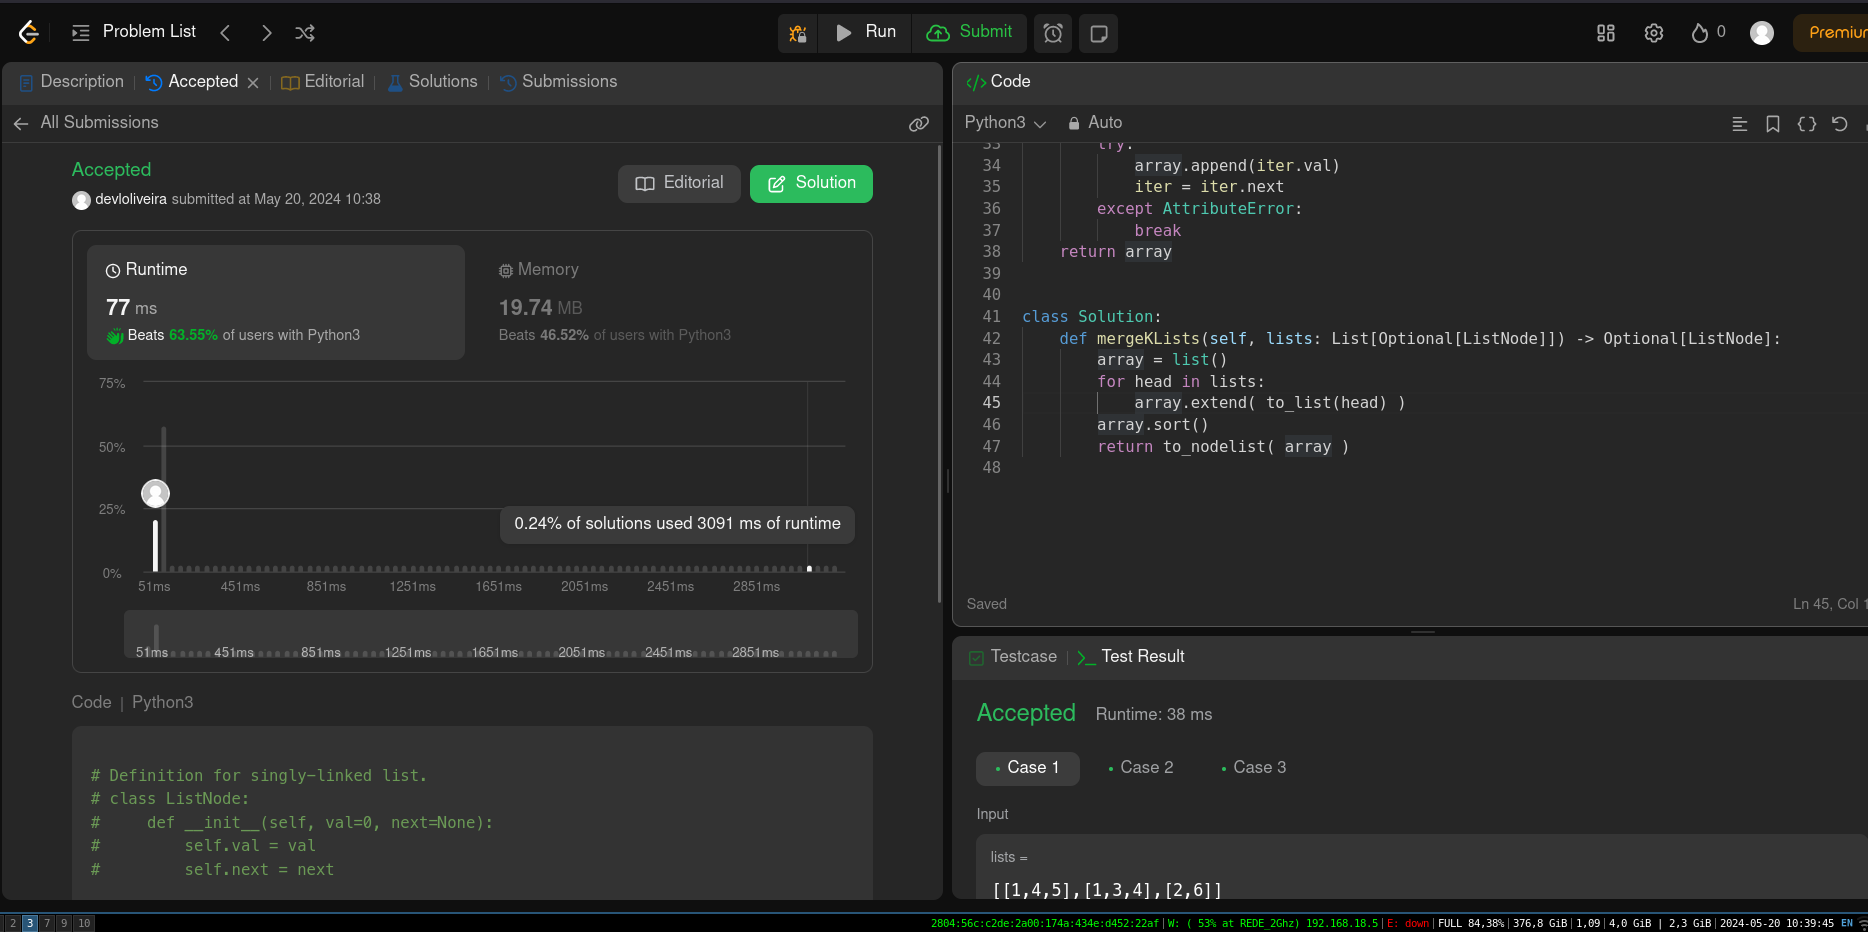 Problem List
Run
Submit
0
Description
Accepted
Editorial
Solutions
Submissions
All Submissions
Accepted
devloliveira submitted at May 20, 2024 10:38
Editorial
Solution
Runtime
77 ms
Beats 63.55% of users with Python3
Memory
19.74 MB
Beats 46.52% of users with Python3
75%
50%
25%
0%
0.24% of solutions used 3091 ms of runtime
51ms 451ms 851ms 1251ms 1651ms 2051ms 2451ms 2851ms
51ms 451ms 851ms 1251ms 1651ms 2051ms 2451ms 2851ms
Code | Python3
# Definition for singly-linked list.
# class ListNode:
#     def __init__(self, val=0, next=None):
#         self.val = val
#         self.next = next
Code
Python3
Auto
33         try:
34             array.append(iter.val)
35             iter = iter.next
36         except AttributeError:
37             break
38     return array
39
40
41 class Solution:
42     def mergeKLists(self, lists: List[Optional[ListNode]]) -> Optional[ListNode]:
43         array = list()
44         for head in lists:
45             array.extend( to_list(head) )
46         array.sort()
47         return to_nodelist( array )
48
Saved
Ln 45, Col
Testcase
Test Result
Accepted Runtime: 38 ms
Case 1
Case 2
Case 3
Input
lists =
[[1,4,5],[1,3,4],[2,6]]
2 3 7 9 10
2804:56c:c2de:2a00:174a:434e:d452:22af|W: ( 53% at REDE_2Ghz) 192.168.18.5|E: down|FULL 84,38%|376,8 GiB|1,09|4,0 GiB | 2,3 GiB|2024-05-20 10:39:45 EN